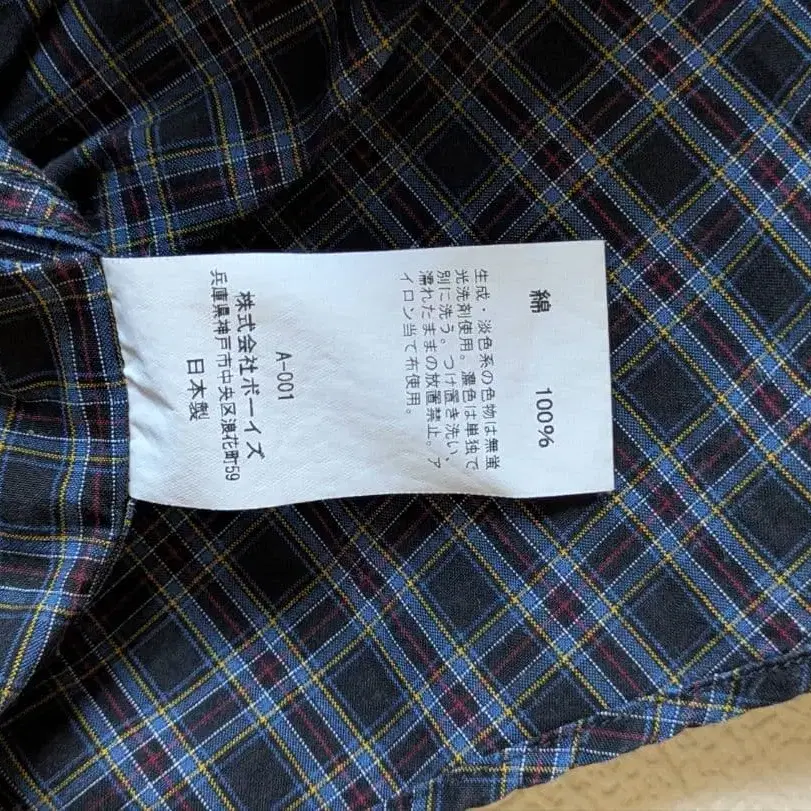 綿 100%
生成・淡色系の色物は無蛍
光洗剤使用。濃色は単独で
別に洗う。つけ置き洗い、
濡れたままの放置禁止。ア
イロン当て布使用。
A-001
株式会社ボーイズ
兵庫県神戸市中央区浪花町59
日本製